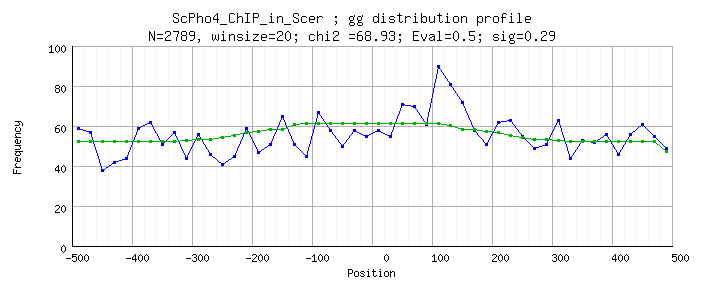 ScPho4_ChIP_in_Scer ; gg distribution profile
N=2789, winsize=20; chi2 =68.93; Eval=0.5; sig=0.29
100
80
60
40
20
0
Frequency
-500 -400 -300 -200 -100 0 100 200 300 400 500
Position